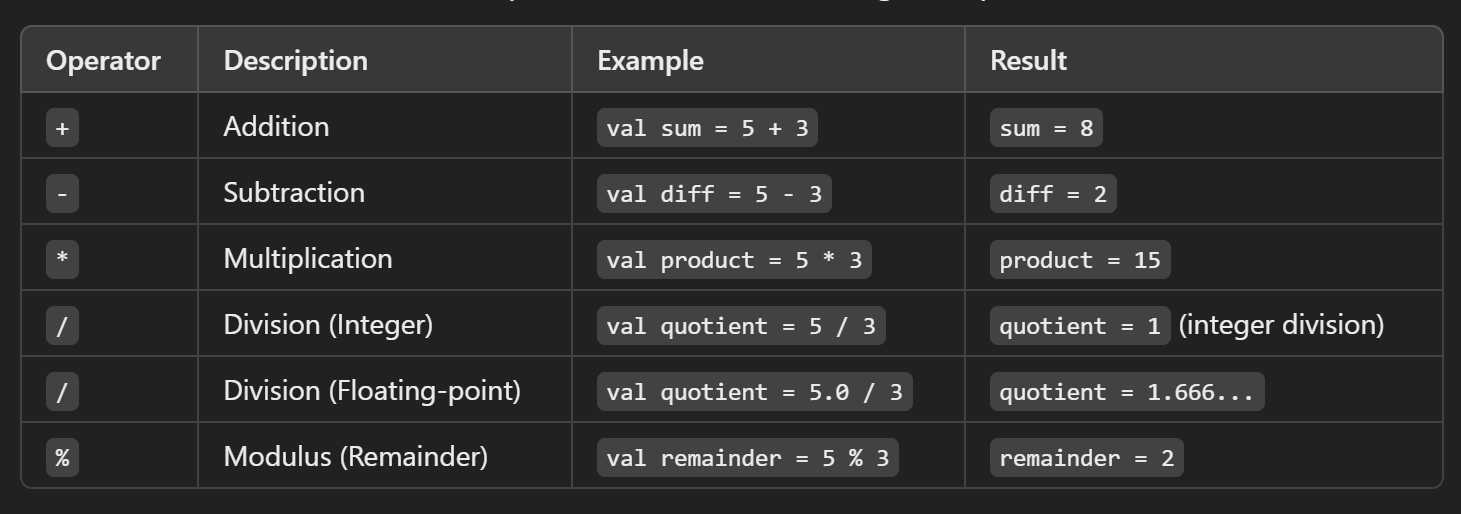 Operator Description Example Result
+ Addition val sum = 5 + 3 sum = 8
- Subtraction val diff = 5 - 3 diff = 2
* Multiplication val product = 5 * 3 product = 15
/ Division (Integer) val quotient = 5 / 3 quotient = 1 (integer division)
/ Division (Floating-point) val quotient = 5.0 / 3 quotient = 1.666...
% Modulus (Remainder) val remainder = 5 % 3 remainder = 2